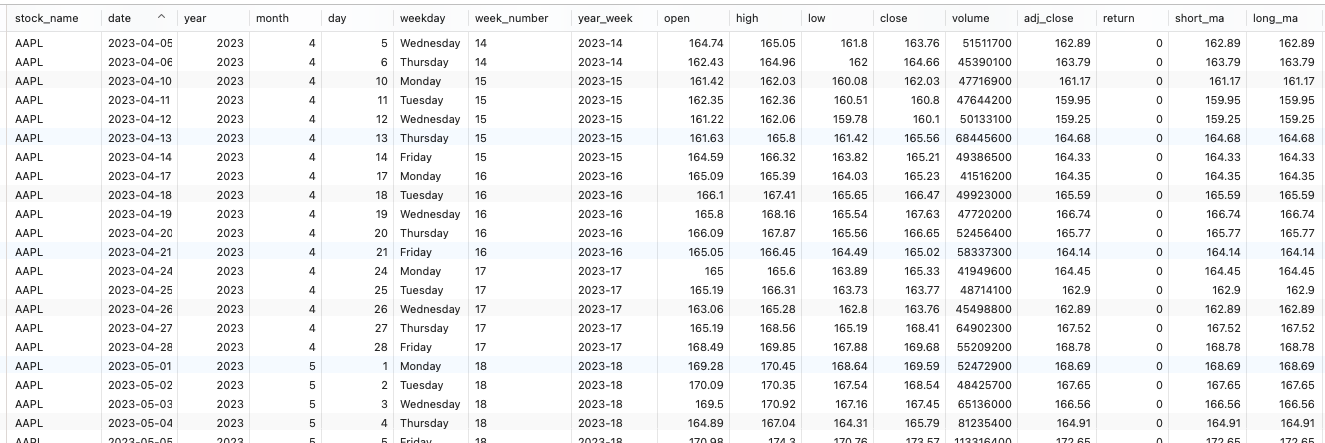 stock_name date year month day weekday week_number year_week open high low close volume adj_close return short_ma long_ma
AAPL 2023-04-05 2023 4 5 Wednesday 14 2023-14 164.74 165.05 161.8 163.76 51511700 162.89 0 162.89 162.89
AAPL 2023-04-06 2023 4 6 Thursday 14 2023-14 162.43 164.96 162 164.66 45390100 163.79 0 163.79 163.79
AAPL 2023-04-10 2023 4 10 Monday 15 2023-15 161.42 162.03 160.08 162.03 47716900 161.17 0 161.17 161.17
AAPL 2023-04-11 2023 4 11 Tuesday 15 2023-15 162.35 162.36 160.51 160.8 47644200 159.95 0 159.95 159.95
AAPL 2023-04-12 2023 4 12 Wednesday 15 2023-15 161.22 162.06 159.78 160.1 50133100 159.25 0 159.25 159.25
AAPL 2023-04-13 2023 4 13 Thursday 15 2023-15 161.63 165.8 161.42 165.56 68445600 164.68 0 164.68 164.68
AAPL 2023-04-14 2023 4 14 Friday 15 2023-15 164.59 166.32 163.82 165.21 49386500 164.33 0 164.33 164.33
AAPL 2023-04-17 2023 4 17 Monday 16 2023-16 165.09 165.39 164.03 165.23 41516200 164.35 0 164.35 164.35
AAPL 2023-04-18 2023 4 18 Tuesday 16 2023-16 166.1 167.41 165.65 166.47 49923000 165.59 0 165.59 165.59
AAPL 2023-04-19 2023 4 19 Wednesday 16 2023-16 165.8 168.16 165.54 167.63 47720200 166.74 0 166.74 166.74
AAPL 2023-04-20 2023 4 20 Thursday 16 2023-16 166.09 167.87 165.56 166.65 52456400 165.77 0 165.77 165.77
AAPL 2023-04-21 2023 4 21 Friday 16 2023-16 165.05 166.45 164.49 165.02 58337300 164.14 0 164.14 164.14
AAPL 2023-04-24 2023 4 24 Monday 17 2023-17 165 165.6 163.89 165.33 41949600 164.45 0 164.45 164.45
AAPL 2023-04-25 2023 4 25 Tuesday 17 2023-17 165.19 166.31 163.73 163.77 48714100 162.9 0 162.9 162.9
AAPL 2023-04-26 2023 4 26 Wednesday 17 2023-17 163.06 165.28 162.8 163.76 45498800 162.89 0 162.89 162.89
AAPL 2023-04-27 2023 4 27 Thursday 17 2023-17 165.19 168.56 165.19 168.41 64902300 167.52 0 167.52 167.52
AAPL 2023-04-28 2023 4 28 Friday 17 2023-17 168.49 169.85 167.88 169.68 55209200 168.78 0 168.78 168.78
AAPL 2023-05-01 2023 5 1 Monday 18 2023-18 169.28 170.45 168.64 169.59 52472900 168.69 0 168.69 168.69
AAPL 2023-05-02 2023 5 2 Tuesday 18 2023-18 170.09 170.35 167.54 168.54 48425700 167.65 0 167.65 167.65
AAPL 2023-05-03 2023 5 3 Wednesday 18 2023-18 169.5 170.92 167.16 167.45 65136000 166.56 0 166.56 166.56
AAPL 2023-05-04 2023 5 4 Thursday 18 2023-18 164.89 167.04 164.31 165.79 81235400 164.91 0 164.91 164.91
AAPL 2023-05-05 2023 5 5 Friday 18 2023-18 170.98 174.3 170.76 173.57 113316400 172.65 0 172.65 172.65